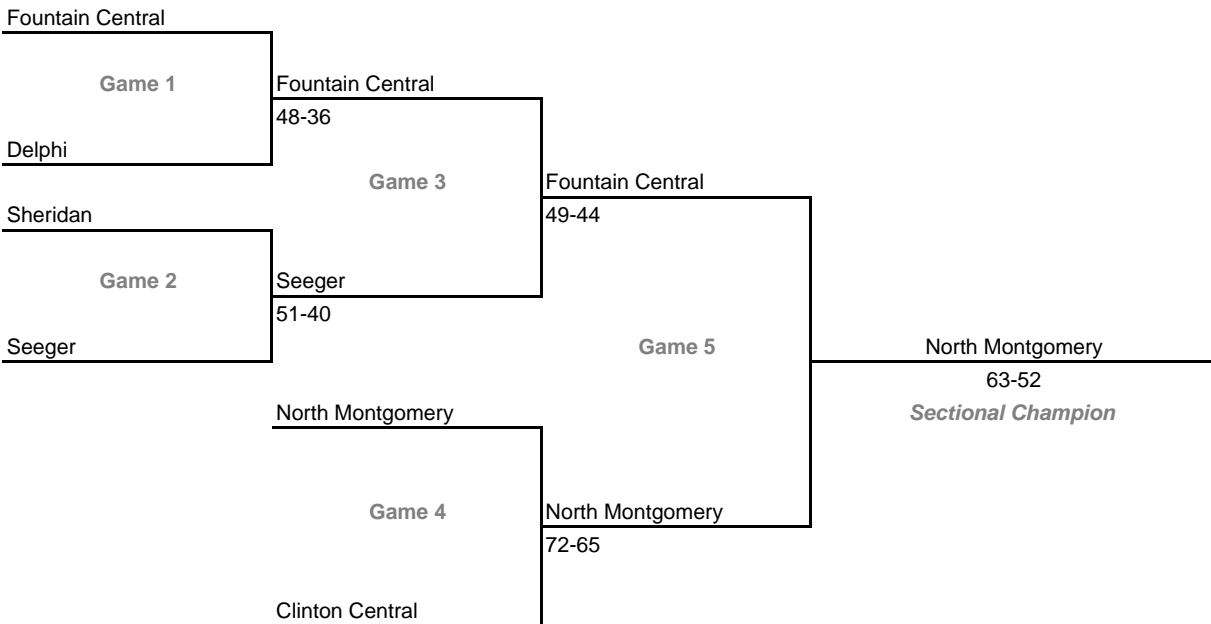 Fountain Central
Game 1
Fountain Central
48-36
Delphi
Game 3
Fountain Central
49-44
Sheridan
Game 2
Seeger
51-40
Seeger
Game 5
North Montgomery
63-52
Sectional Champion
North Montgomery
Game 4
North Montgomery
72-65
Clinton Central